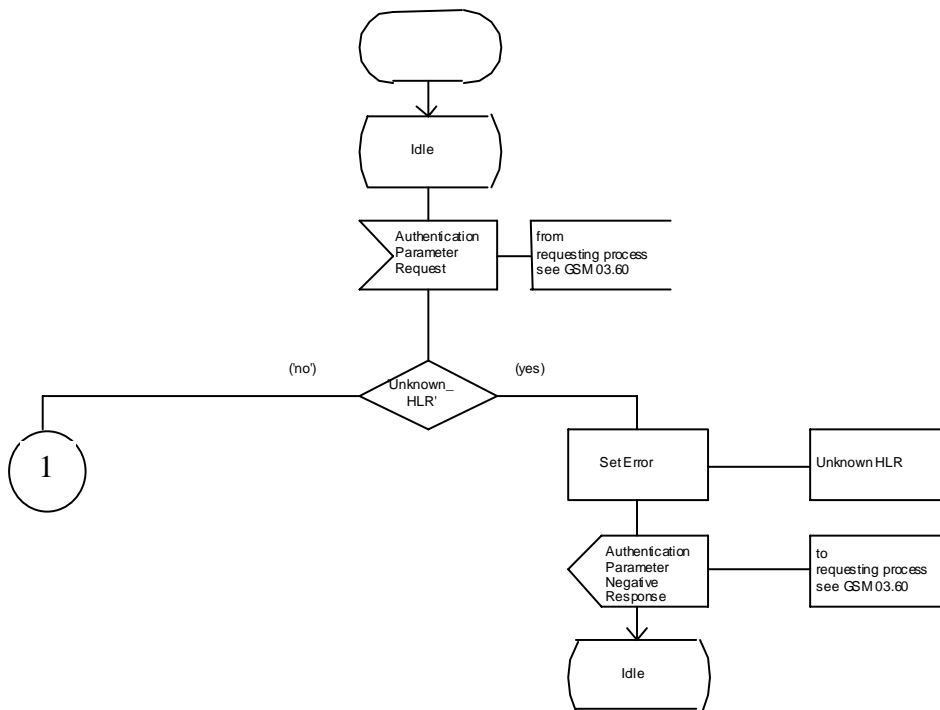 Idle
Authentication
Parameter
Request
from
requesting process
see GSM 03.60
('no')
'Unknown_
HLR'
(yes)
1
Set Error
Unknown HLR
Authentication
Parameter
Negative
Response
to
requesting process
see GSM 03.60
Idle